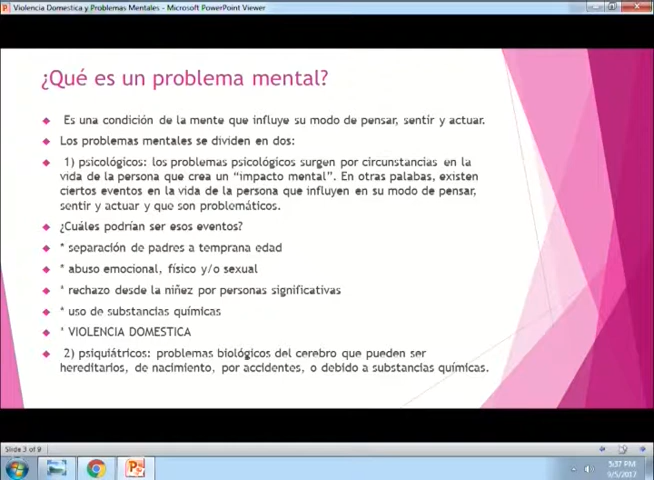 Violencia Domestica y Problemas Mentales - Microsoft PowerPoint Viewer
¿Qué es un problema mental?
Es una condición de la mente que influye su modo de pensar, sentir y actuar.
Los problemas mentales se dividen en dos:
1) psicológicos: los problemas psicológicos surgen por circunstancias en la
vida de la persona que crea un “impacto mental”. En otras palabas, existen
ciertos eventos en la vida de la persona que influyen en su modo de pensar,
sentir y actuar y que son problemáticos.
¿Cuáles podrían ser esos eventos?
* separación de padres a temprana edad
* abuso emocional, físico y/o sexual
* rechazo desde la niñez por personas significativas
* uso de substancias químicas
* VIOLENCIA DOMESTICA
2) psiquiátricos: problemas biológicos del cerebro que pueden ser
hereditarios, de nacimiento, por accidentes, o debido a substancias químicas.
Slide 3 of 9
5:37 PM
9/5/2017